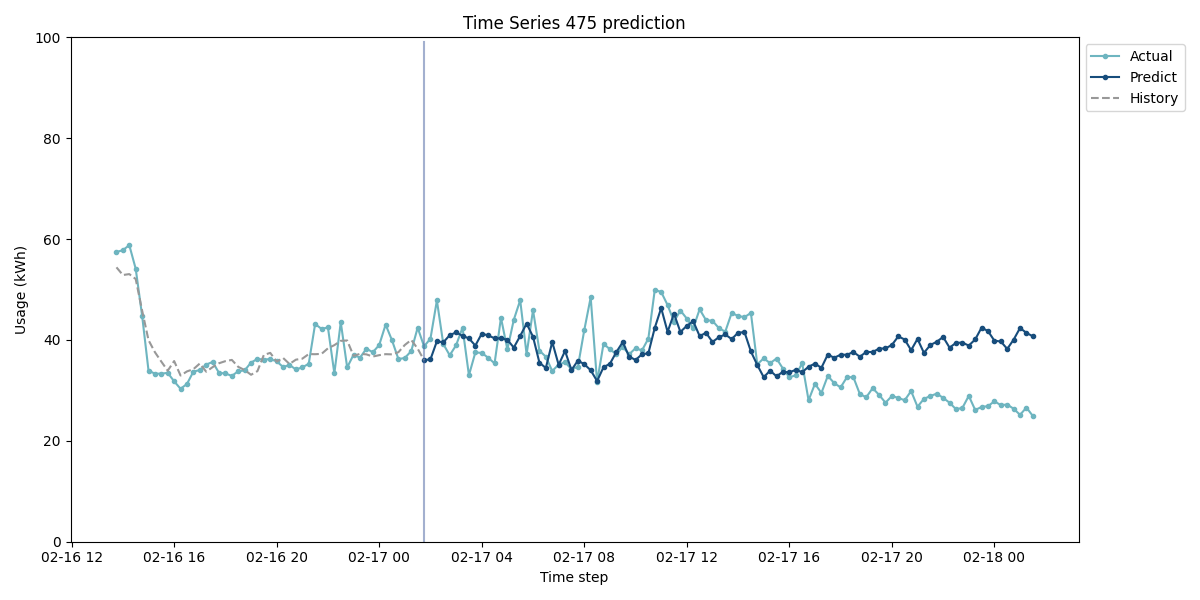 Time Series 475 prediction
Usage (kWh)
100
80
60
40
20
0
02-16 12
02-16 16
02-16 20
02-17 00
02-17 04
02-17 08
02-17 12
02-17 16
02-17 20
02-18 00
Time step
Actual
Predict
History